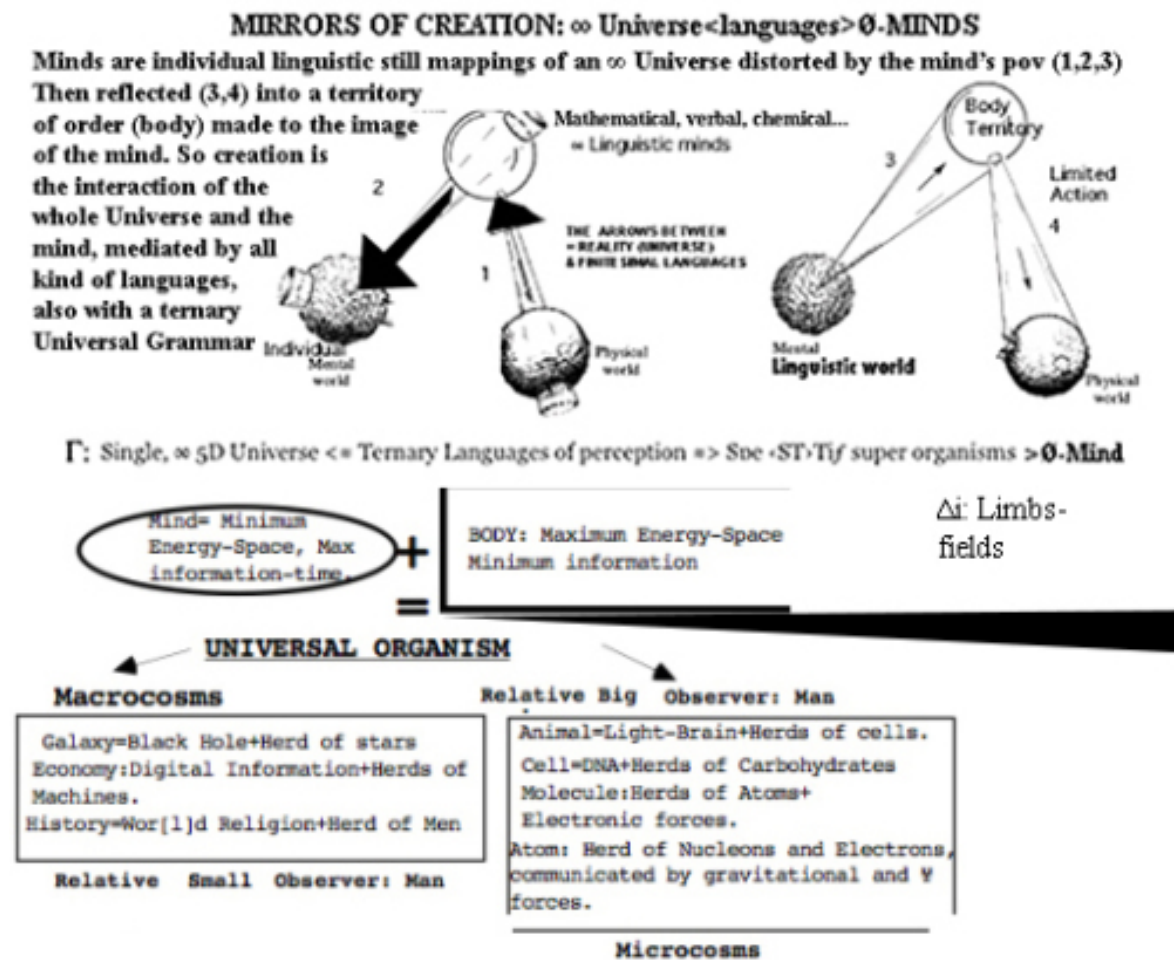 MIRRORS OF CREATION: ∞ Universe<languages>Ø-MINDS
Minds are individual linguistic still mappings of an ∞ Universe distorted by the mind's pov (1,2,3)
Then reflected (3,4) into a territory
of order (body) made to the image
of the mind. So creation is
the interaction of the
whole Universe and the
mind, mediated by all
kind of languages,
also with a ternary
Universal Grammar
Mathematical, verbal, chemical...
∞ Linguistic minds
2
THE ARROWS BETWEEN
= REALITY (UNIVERSE)
& FINITESIMAL LANGUAGES
1
Individual
Mental
world
Physical
world
Body
Territory
3
Limited
Action
4
Mental
Linguistic world
Physical
world
Γ: Single, ∞ 5D Universe <= Ternary Languages of perception => Spe <ST>Tif super organisms >Ø-Mind
Mind= Minimum
Energy-Space, Max
information-time.
+
BODY: Maximum Energy-Space
Minimum information
Δi: Limbs-
fields
=
UNIVERSAL ORGANISM
Macrocosms
Galaxy=Black Hole+Herd of stars
Economy:Digital Information+Herds of
Machines.
History=Wor[l]d Religion+Herd of Men
Relative Small Observer: Man
Relative Big Observer: Man
Animal=Light-Brain+Herds of cells.
Cell=DNA+Herds of Carbohydrates
Molecule:Herds of Atoms+
Electronic forces.
Atom: Herd of Nucleons and Electrons,
communicated by gravitational and Ψ
forces.
Microcosms